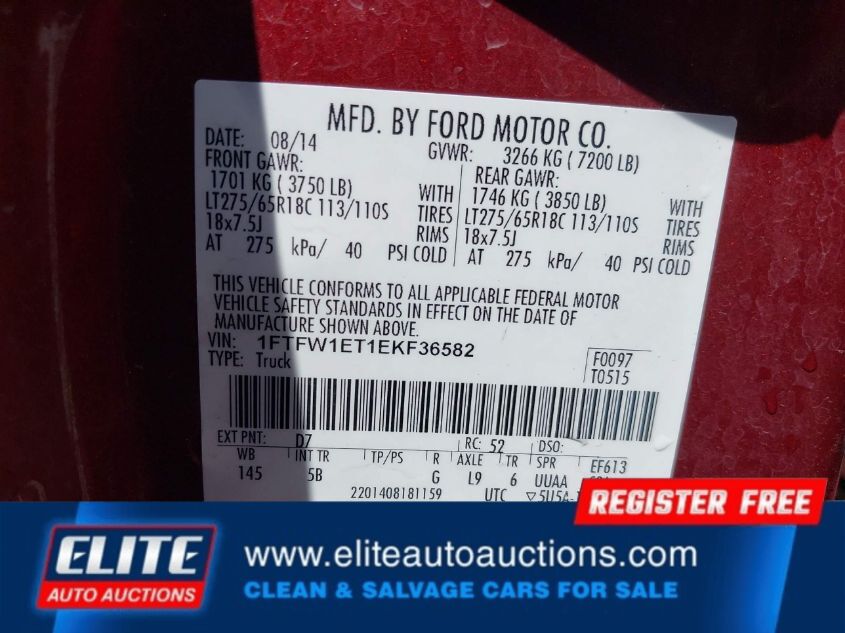 MFD. BY FORD MOTOR CO.
DATE: 08/14 GVWR: 3266 KG ( 7200 LB)
FRONT GAWR: REAR GAWR:
1701 KG ( 3750 LB) WITH 1746 KG ( 3850 LB) WITH
LT275/65R18C 113/110S TIRES LT275/65R18C 113/110S TIRES
18x7.5J RIMS 18x7.5J RIMS
AT 275 kPa/ 40 PSI COLD AT 275 kPa/ 40 PSI COLD
THIS VEHICLE CONFORMS TO ALL APPLICABLE FEDERAL MOTOR
VEHICLE SAFETY STANDARDS IN EFFECT ON THE DATE OF
MANUFACTURE SHOWN ABOVE.
VIN: 1FTFW1ET1EKF36582
TYPE: Truck F0097
T0515
EXT PNT: D7 RC: 52 DSO:
WB INT TR TP/PS R AXLE TR SPR EF613
145 5B G L9 6 UUAA
2201408181159 UTC ▽5U5A-
REGISTER FREE
ELITE
AUTO AUCTIONS
www.eliteautoauctions.com
CLEAN & SALVAGE CARS FOR SALE